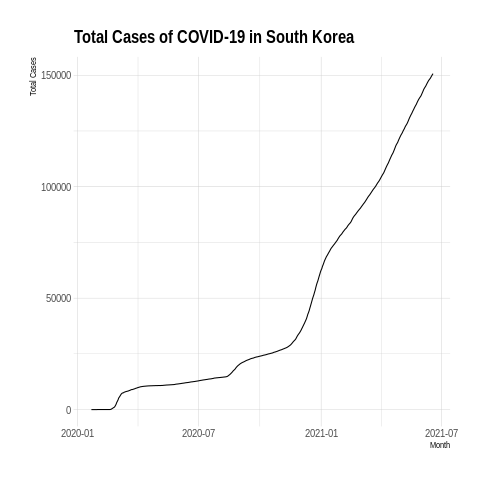 Total Cases of COVID-19 in South Korea
Total Cases
150000
100000
50000
0
2020-01 2020-07 2021-01 2021-07
Month